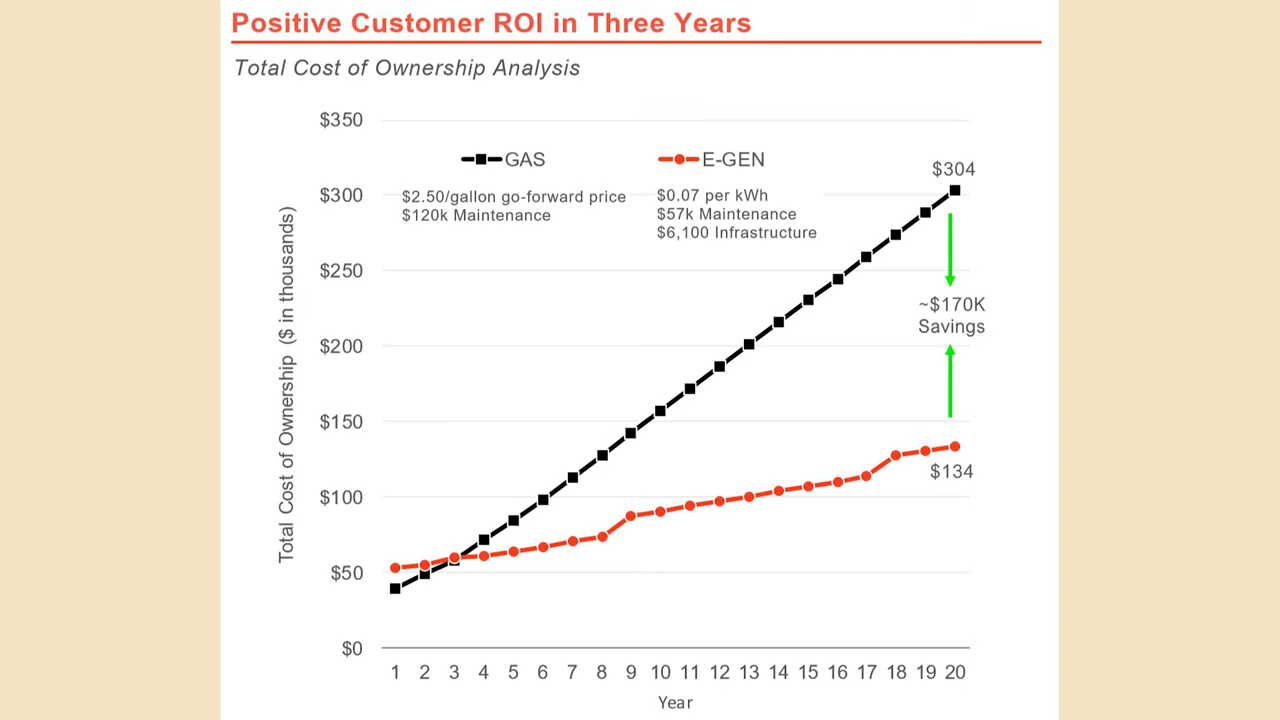 Positive Customer ROI in Three Years
Total Cost of Ownership Analysis
$350
GAS
E-GEN
$304
$300
$2.50/gallon go-forward price
$120k Maintenance
$0.07 per kWh
$57k Maintenance
$6,100 Infrastructure
Total Cost of Ownership ($ in thousands)
$250
~$170K
Savings
$200
$150
$134
$100
$50
$0
1 2 3 4 5 6 7 8 9 10 11 12 13 14 15 16 17 18 19 20
Year